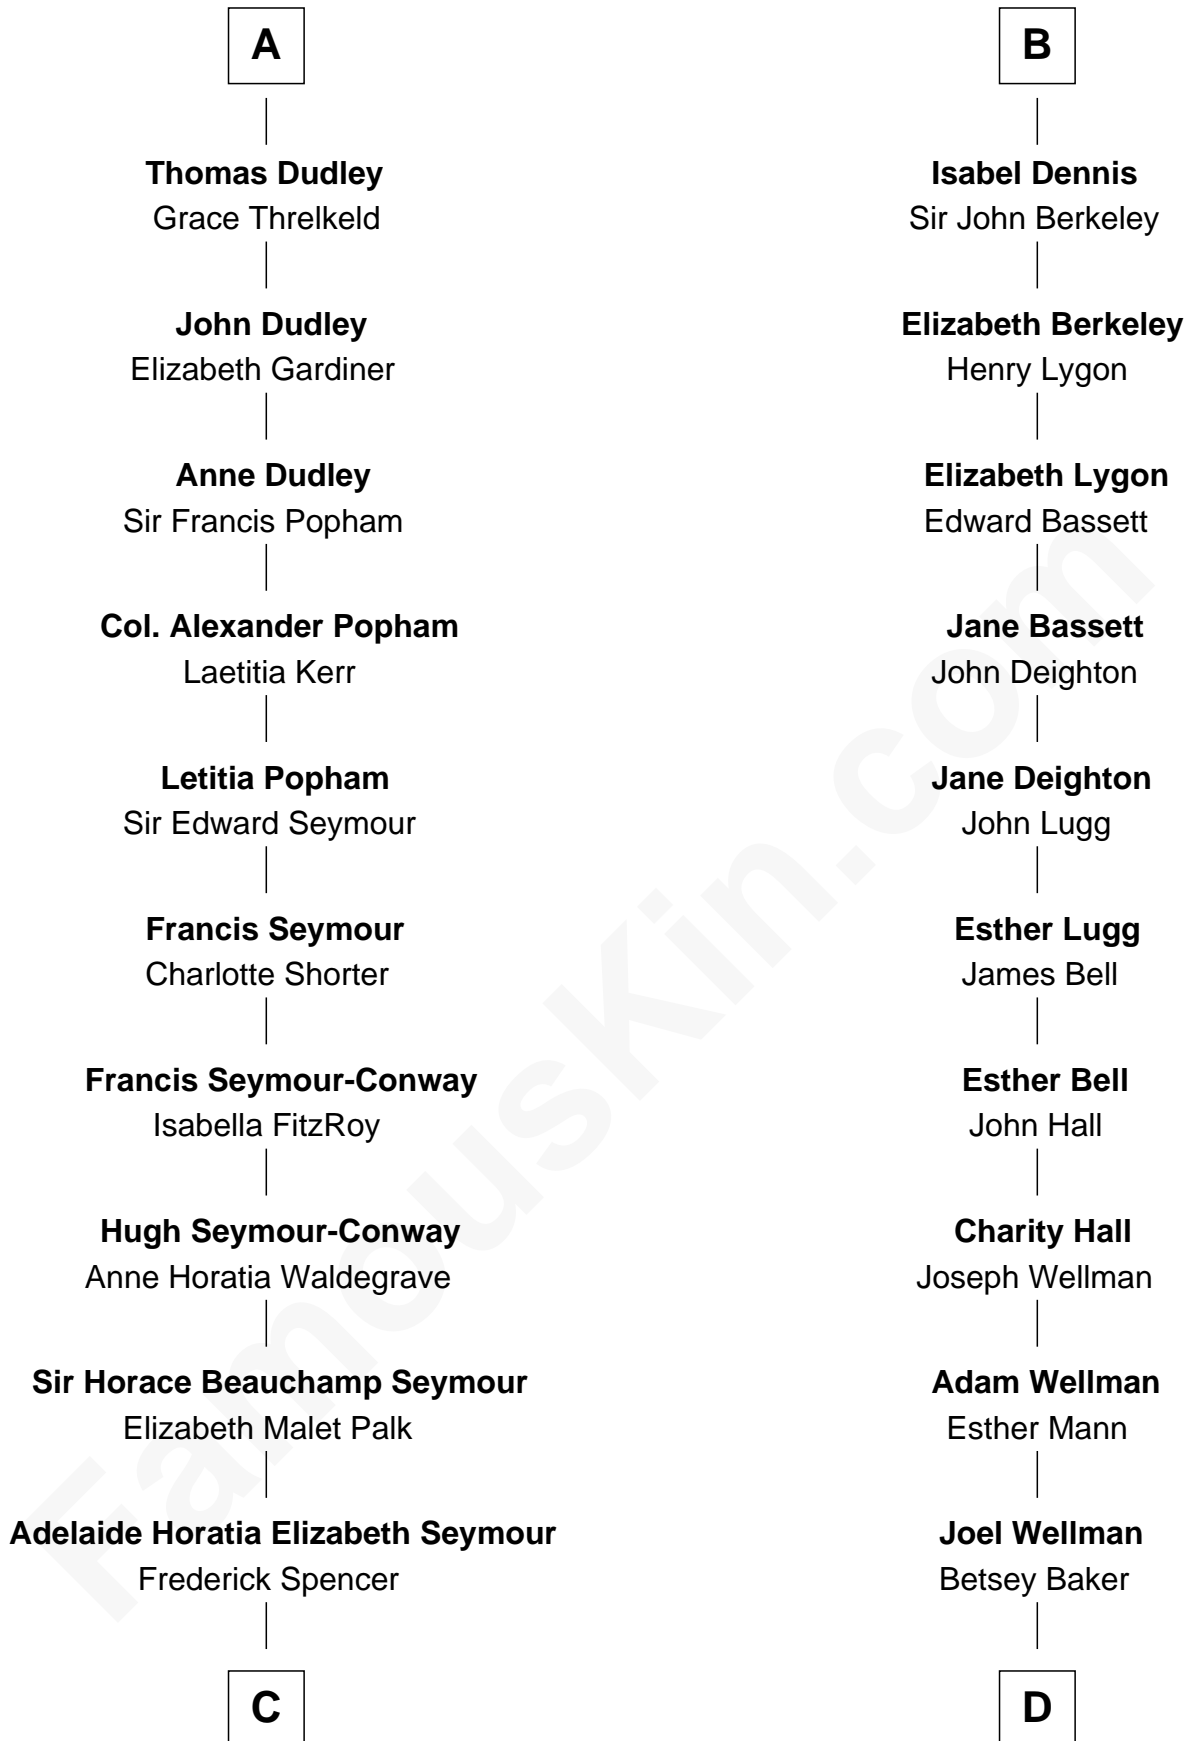 A
Thomas Dudley
Grace Threlkeld
John Dudley
Elizabeth Gardiner
Anne Dudley
Sir Francis Popham
Col. Alexander Popham
Laetitia Kerr
Letitia Popham
Sir Edward Seymour
Francis Seymour
Charlotte Shorter
Francis Seymour-Conway
Isabella FitzRoy
Hugh Seymour-Conway
Anne Horatia Waldegrave
Sir Horace Beauchamp Seymour
Elizabeth Malet Palk
Adelaide Horatia Elizabeth Seymour
Frederick Spencer
C
B
Isabel Dennis
Sir John Berkeley
Elizabeth Berkeley
Henry Lygon
Elizabeth Lygon
Edward Bassett
Jane Bassett
John Deighton
Jane Deighton
John Lugg
Esther Lugg
James Bell
Esther Bell
John Hall
Charity Hall
Joseph Wellman
Adam Wellman
Esther Mann
Joel Wellman
Betsey Baker
D
FamousKin.com